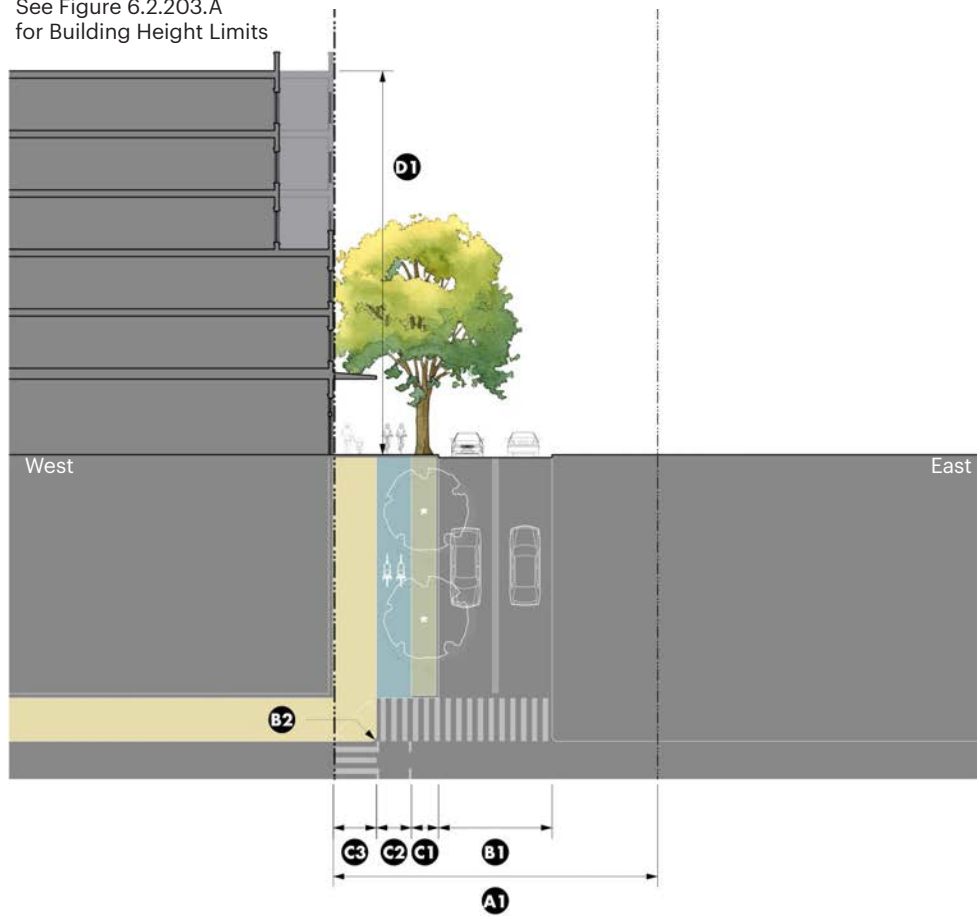 See Figure 6.2.203.A
for Building Height Limits
D1
West
East
B2
C3 C2 C1 B1
A1